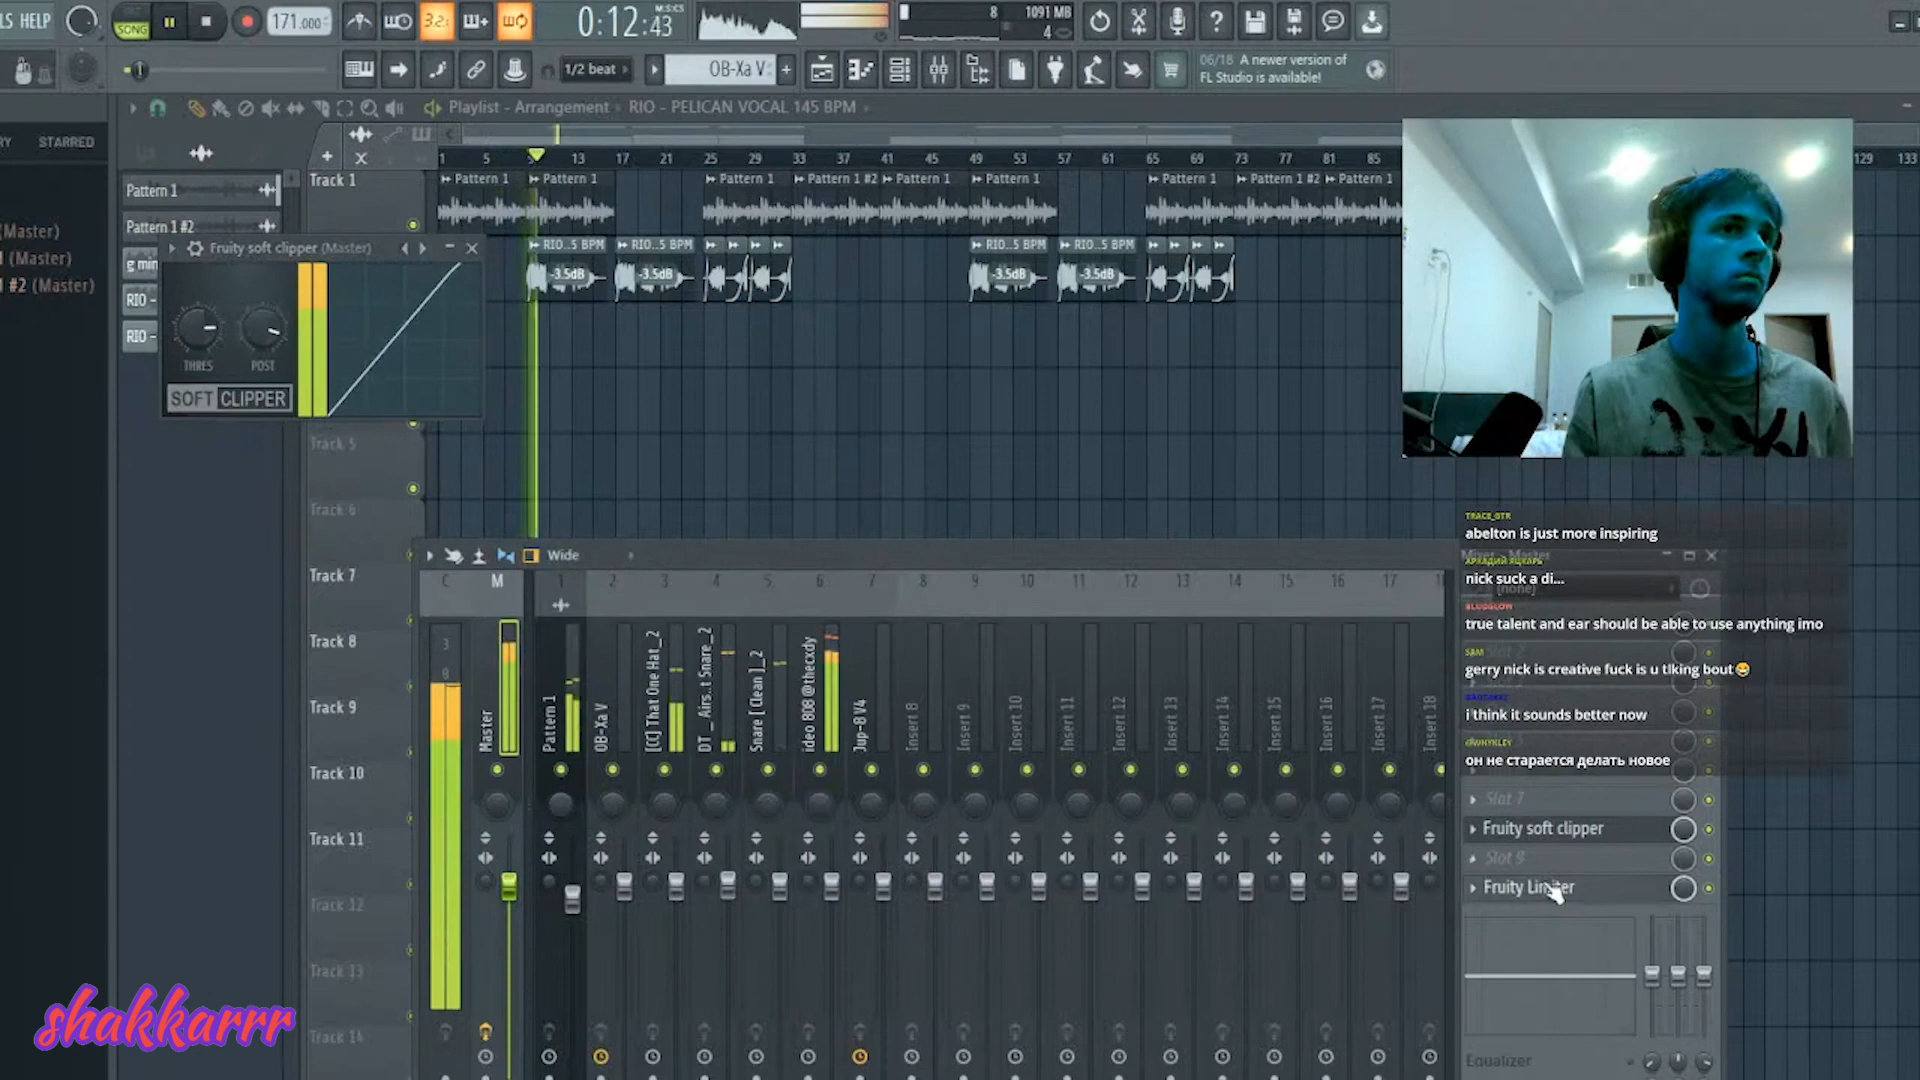 LS HELP
SONG
171.000
32:
0:12:43
M:S:CS
8
1091 MB
4
1/2 beat
OB-Xa V
06/18 A newer version of
FL Studio is available!
Playlist - Arrangement
RIO - PELICAN VOCAL 145 BPM
RY STARRED
1 5 13 17 21 25 29 33 37 41 45 49 53 57 61 65 69 73 77 81 85 129 133
Pattern 1
Pattern 1 #2
Track 1
Pattern 1 Pattern 1 Pattern 1 Pattern 1 #2 Pattern 1 Pattern 1 Pattern 1 Pattern 1 #2 Pattern 1
(Master)
(Master)
#2 (Master)
Fruity soft clipper (Master)
g min
RIO -
RIO -
RIO..5 BPM RIO..5 BPM RIO..5 BPM RIO..5 BPM
-3.5dB -3.5dB -3.5dB -3.5dB
THRES POST
SOFT CLIPPER
Track 5
Track 6
Track 7
Track 8
Track 9
Track 10
Track 11
Track 12
Track 13
Track 14
Wide
Mixer - Master
C M 1 2 3 4 5 6 7 8 9 10 11 12 13 14 15 16 17
Master
Pattern 1
OB-Xa V
[CC] That One Hat_2
DT _ Airs..t Snare_2
Snare [ Clean ]_2
ideo 808 @thecxdy
Jup-8 V4
Insert 8
Insert 9
Insert 10
Insert 11
Insert 12
Insert 13
Insert 14
Insert 15
Insert 16
Insert 17
Insert 18
TRACE_GTR
abelton is just more inspiring
АРКАДИЙ ЯЦКАРЬ
nick suck a di...
(none)
BLUDGLOW
true talent and ear should be able to use anything imo
SAM
gerry nick is creative fuck is u tlking bout😂
i think it sounds better now
он не старается делать новое
Slot 7
Fruity soft clipper
Slot 9
Fruity Limiter
Equalizer
shakkarrr